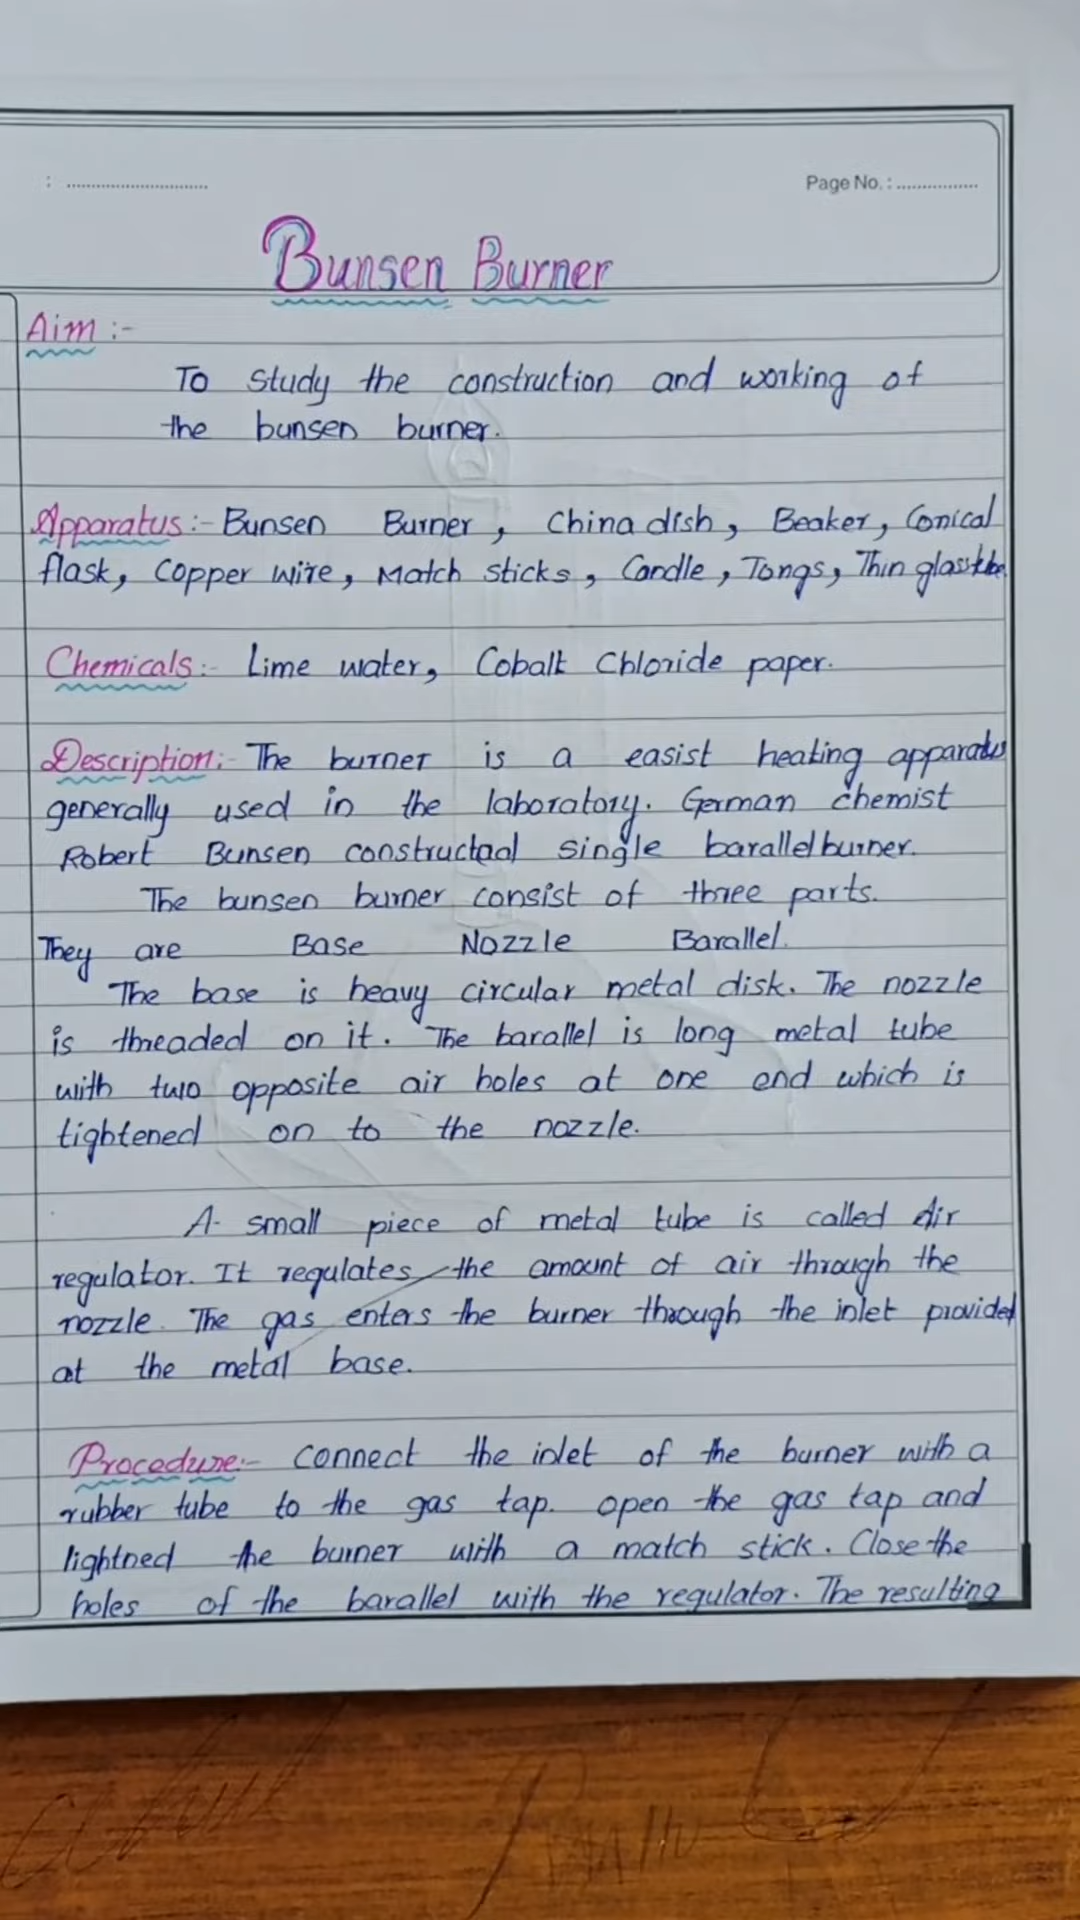 : ............................
Page No. : ................
Bunsen Burner
Aim :-
To study the construction and working of
the bunsen burner.
Apparatus :- Bunsen Burner, China dish, Beaker, Conical
flask, Copper wire, Match sticks, Candle, Tongs, Thin glasstube
Chemicals :- Lime water, Cobalt Chloride paper.
Description :- The burner is a easist heating apparatus
generally used in the laboratory. German chemist
Robert Bunsen constructed single barallel burner.
The bunsen burner consist of three parts.
They are Base Nozzle Barallel.
The base is heavy circular metal disk. The nozzle
is threaded on it. The barallel is long metal tube
with two opposite air holes at one end which is
tightened on to the nozzle.
A small piece of metal tube is called Air
regulator. It regulates the amount of air through the
nozzle. The gas enters the burner through the inlet provided
at the metal base.
Procedure :- Connect the inlet of the burner with a
rubber tube to the gas tap. open the gas tap and
lightned the burner with a match stick. Close the
holes of the barallel with the regulator. The resulting